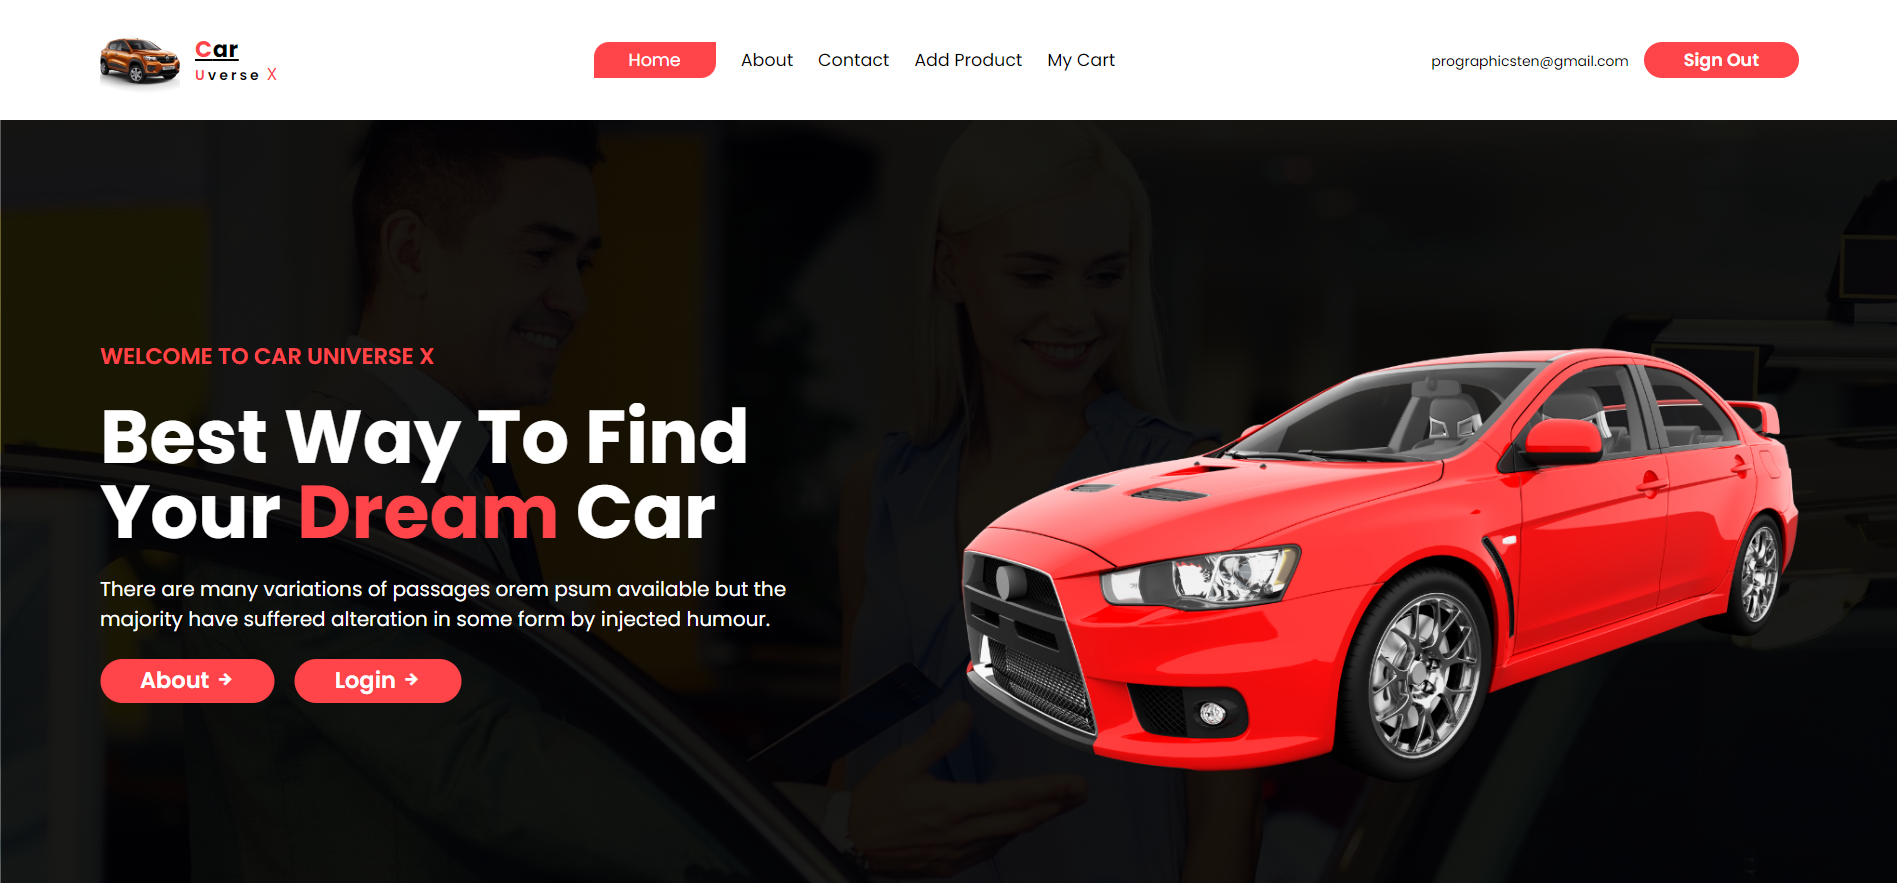 Car
Uverse X
Home
About
Contact
Add Product
My Cart
prographicsten@gmail.com
Sign Out
WELCOME TO CAR UNIVERSE X
Best Way To Find
Your Dream Car
There are many variations of passages orem psum available but the
majority have suffered alteration in some form by injected humour.
About →
Login →